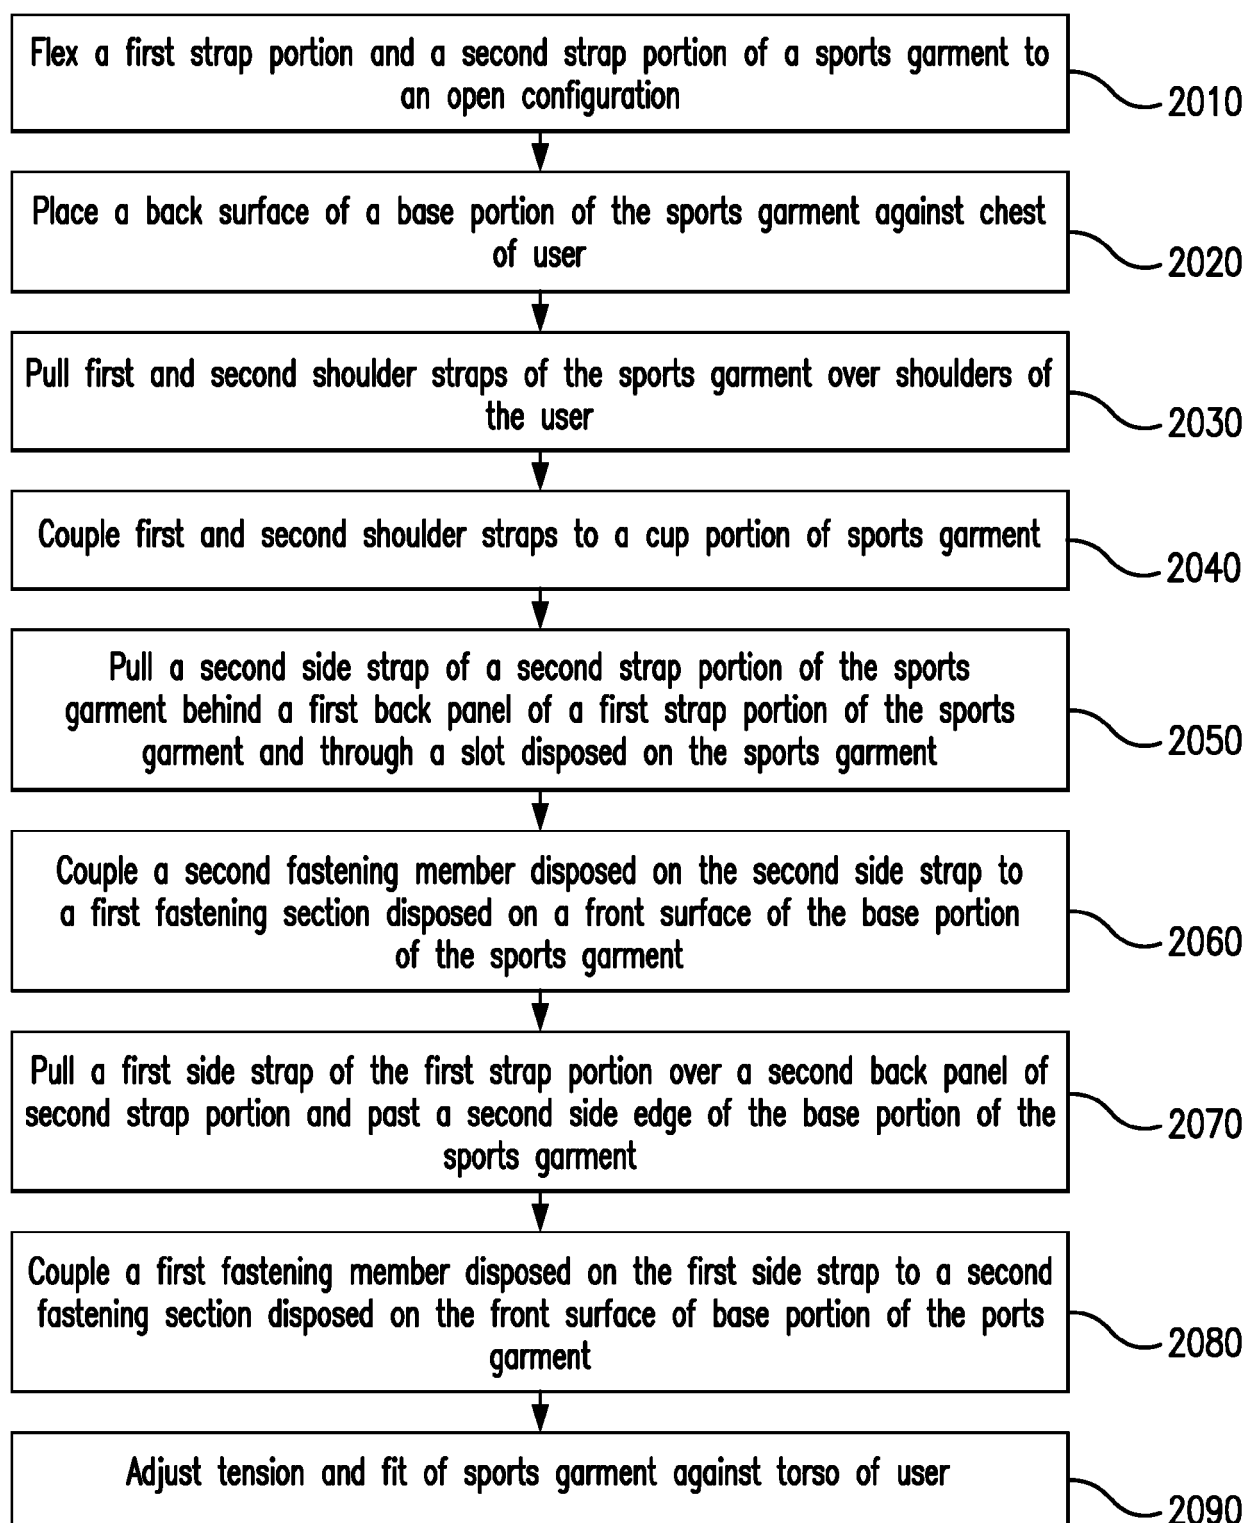 Flex a first strap portion and a second strap portion of a sports garment to
an open configuration
2010
Place a back surface of a base portion of the sports garment against chest
of user
2020
Pull first and second shoulder straps of the sports garment over shoulders of
the user
2030
Couple first and second shoulder straps to a cup portion of sports garment
2040
Pull a second side strap of a second strap portion of the sports
garment behind a first back panel of a first strap portion of the sports
garment and through a slot disposed on the sports garment
2050
Couple a second fastening member disposed on the second side strap to
a first fastening section disposed on a front surface of the base portion
of the sports garment
2060
Pull a first side strap of the first strap portion over a second back panel of
second strap portion and past a second side edge of the base portion of the
sports garment
2070
Couple a first fastening member disposed on the first side strap to a second
fastening section disposed on the front surface of base portion of the ports
garment
2080
Adjust tension and fit of sports garment against torso of user
2090